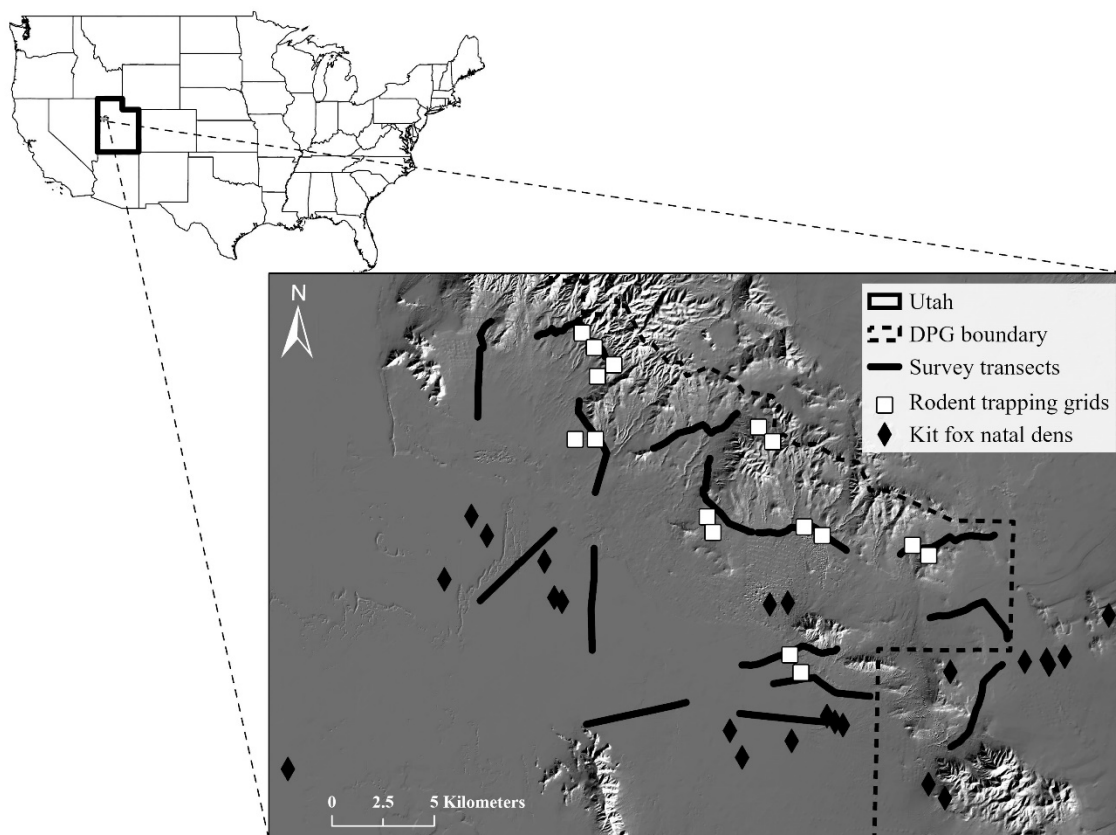 N
Utah
DPG boundary
Survey transects
Rodent trapping grids
Kit fox natal dens
0 2.5 5 Kilometers